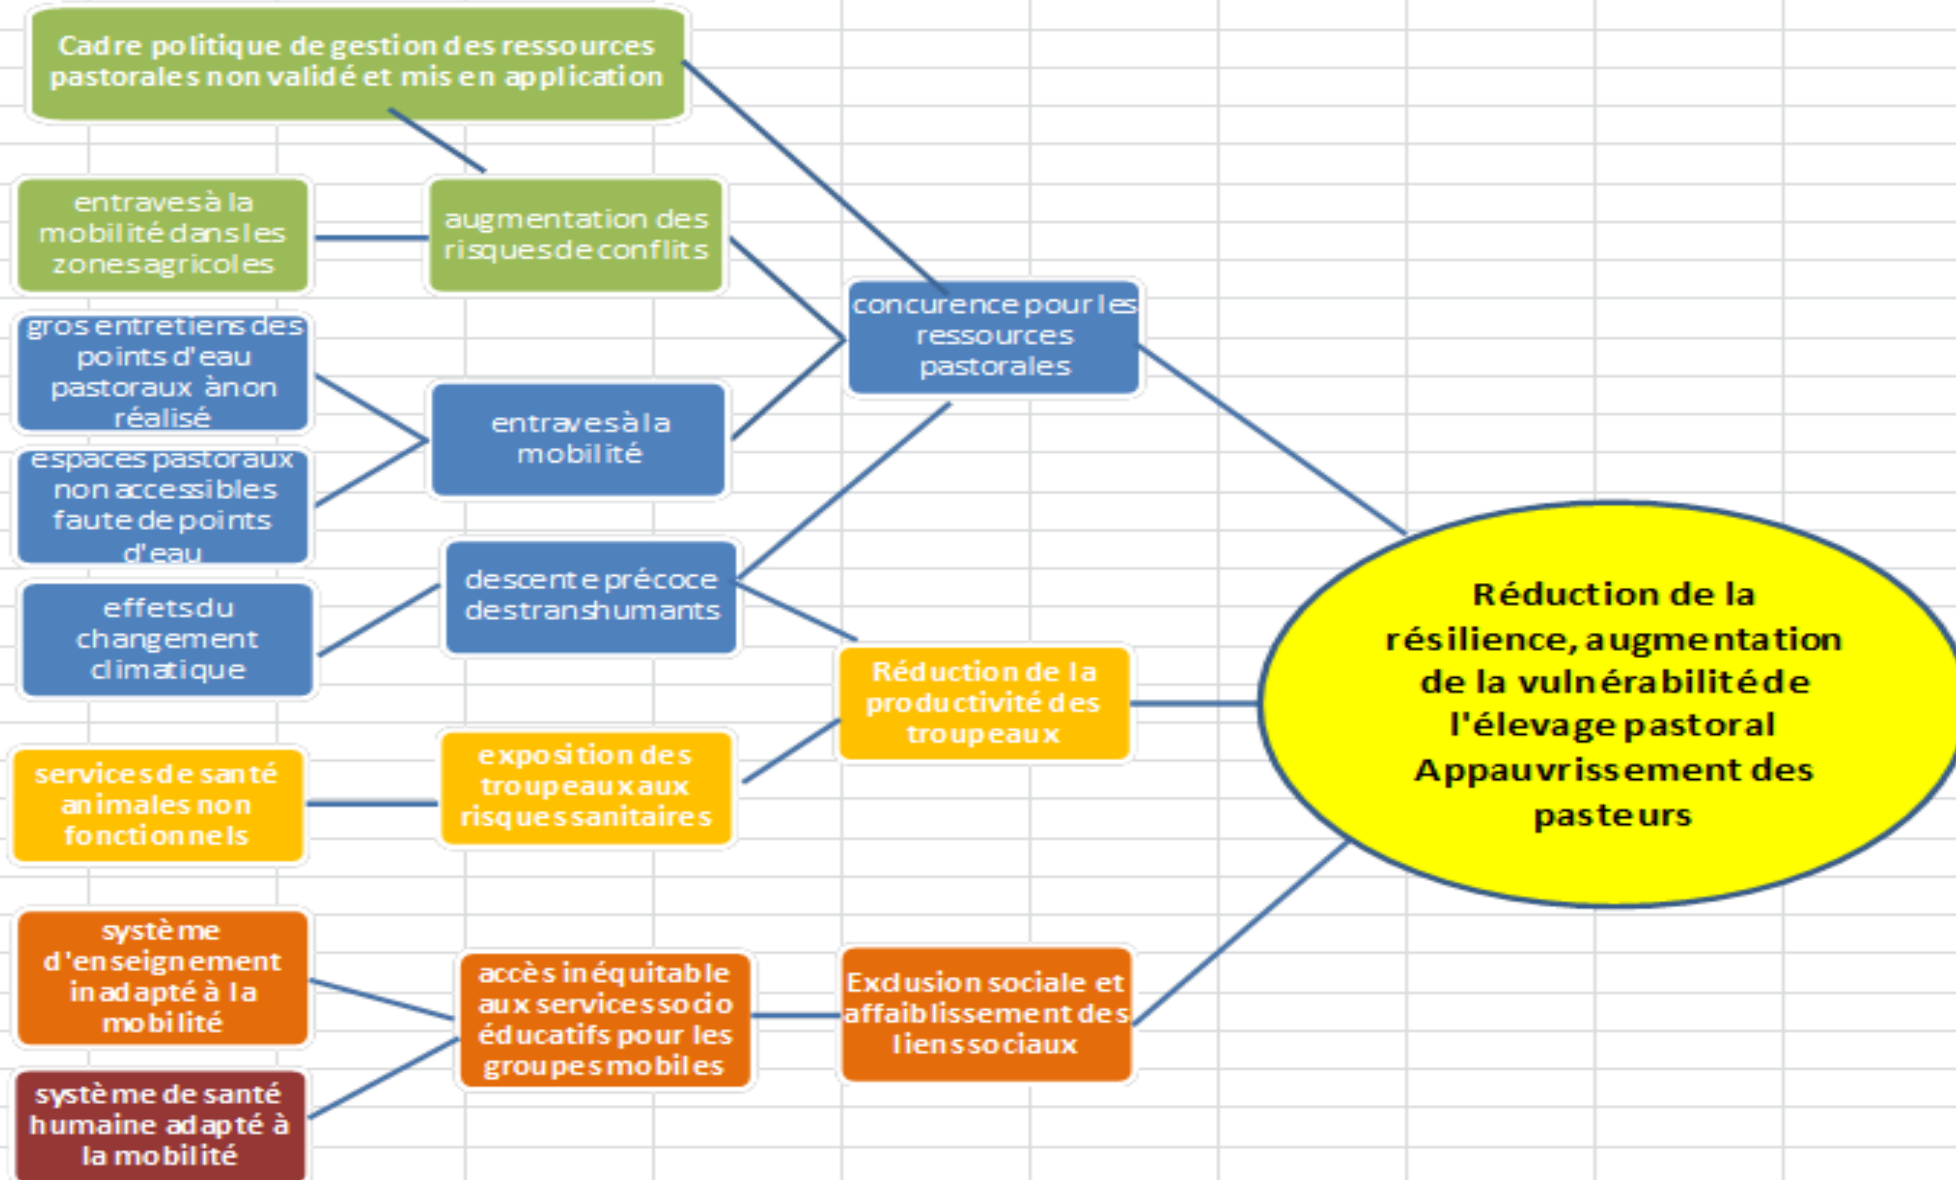 Cadre politique de gestion des ressources
pastorales non validé et mis en application
entraves à la
mobilité dans les
zones agricoles
augmentation des
risques de conflits
gros entretiens des
points d'eau
pastoraux à non
réalisé
concurence pour les
ressources
pastorales
entraves à la
mobilité
espaces pastoraux
non accessibles
faute de points
d'eau
descente précoce
des transhumants
effets du
changement
climatique
Réduction de la
résilience, augmentation
de la vulnérabilité de
l'élevage pastoral
Appauvrissement des
pasteurs
Réduction de la
productivité des
troupeaux
exposition des
troupeaux aux
risques sanitaires
services de santé
animales non
fonctionnels
système
d'enseignement
inadapté à la
mobilité
accès inéquitable
aux services socio
éducatifs pour les
groupes mobiles
Exclusion sociale et
affaiblissement des
liens sociaux
système de santé
humaine adapté à
la mobilité